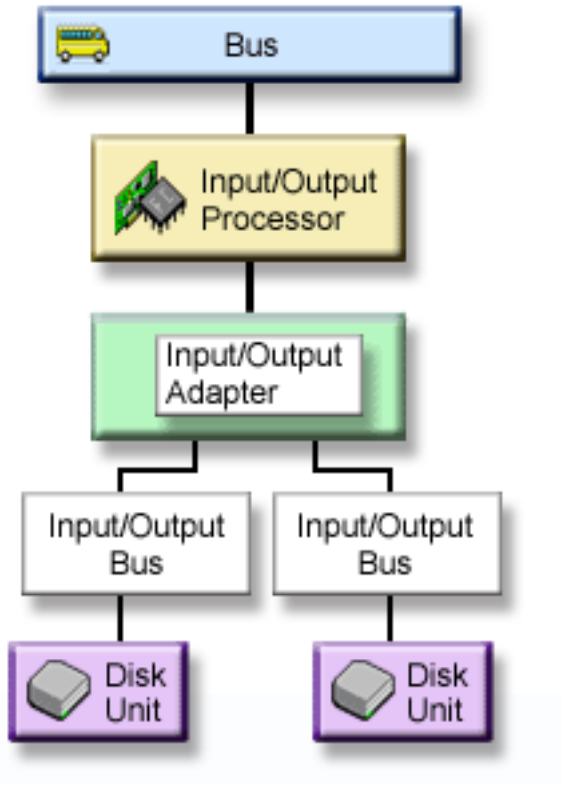 Bus
Input/Output
Processor
Input/Output
Adapter
Input/Output
Bus
Input/Output
Bus
Disk
Unit
Disk
Unit